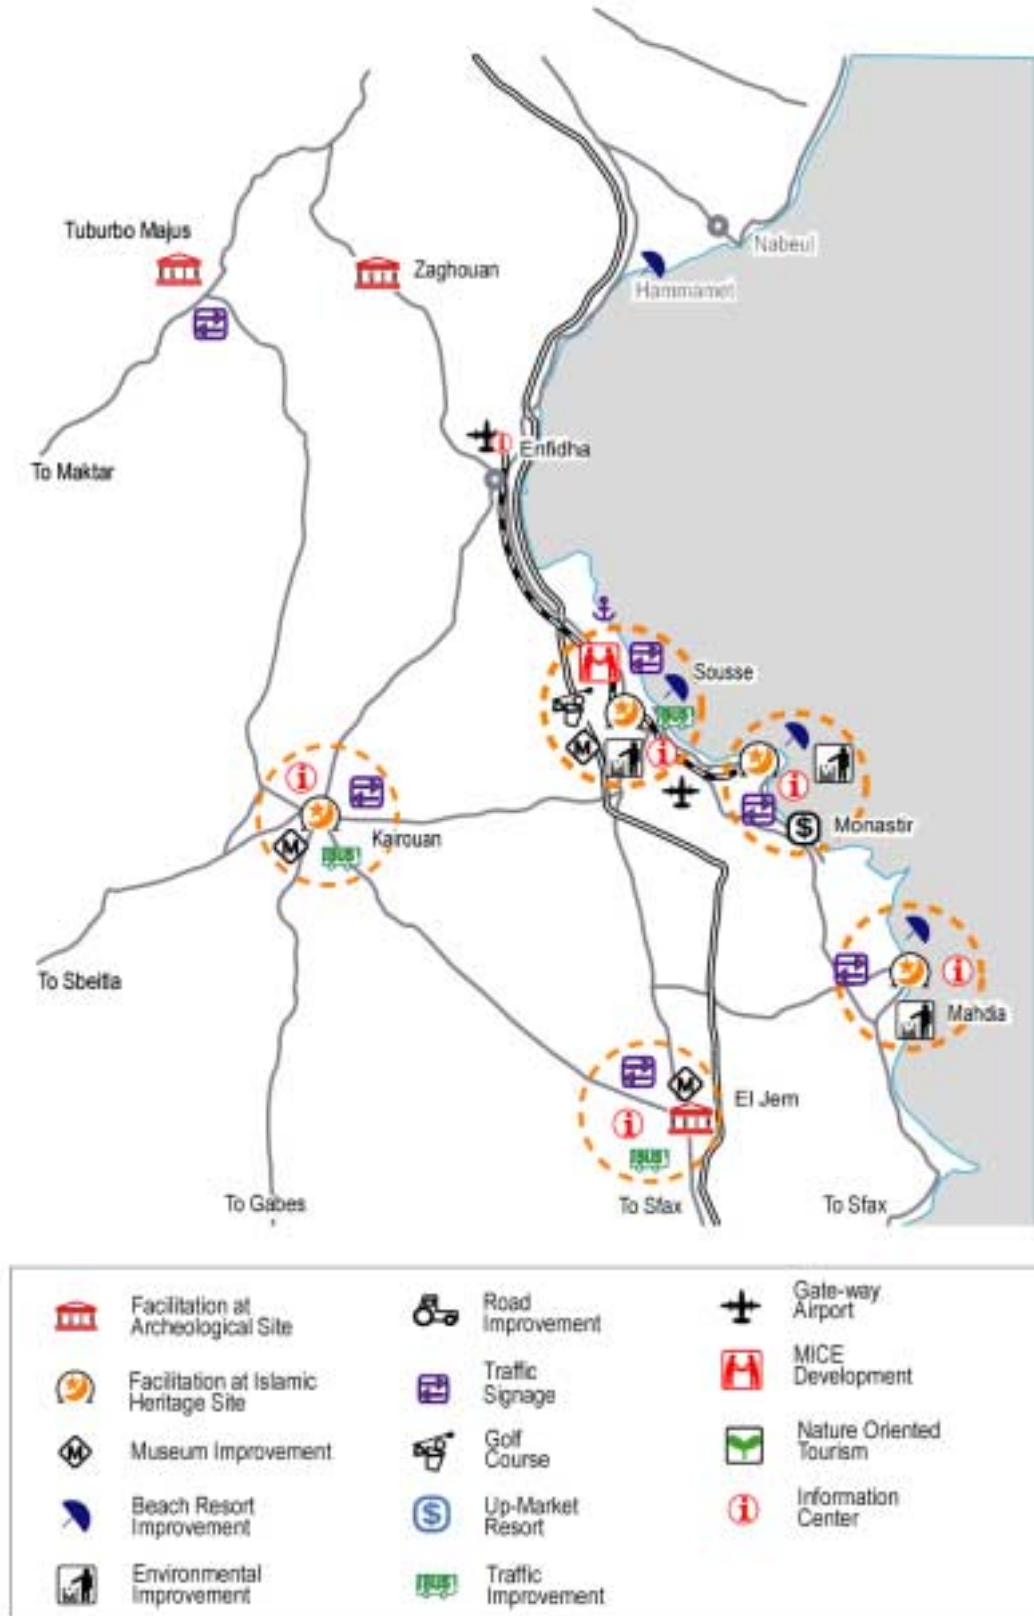 Tuburbo Majus
Zaghouan
Nabeul
Hammamet
To Maktar
Enfidha
Sousse
M
Monastir
S
Kairouan
M
BUS
To Sbeitla
Mahdia
M
El Jem
BUS
To Gabes
To Sfax
To Sfax
Facilitation at
Archeological Site
Facilitation at Islamic
Heritage Site
M
Museum Improvement
Beach Resort
Improvement
Environmental
Improvement
Road
Improvement
Traffic
Signage
Golf
Course
S
Up-Market
Resort
BUS
Traffic
Improvement
Gate-way
Airport
MICE
Development
Nature Oriented
Tourism
i
Information
Center